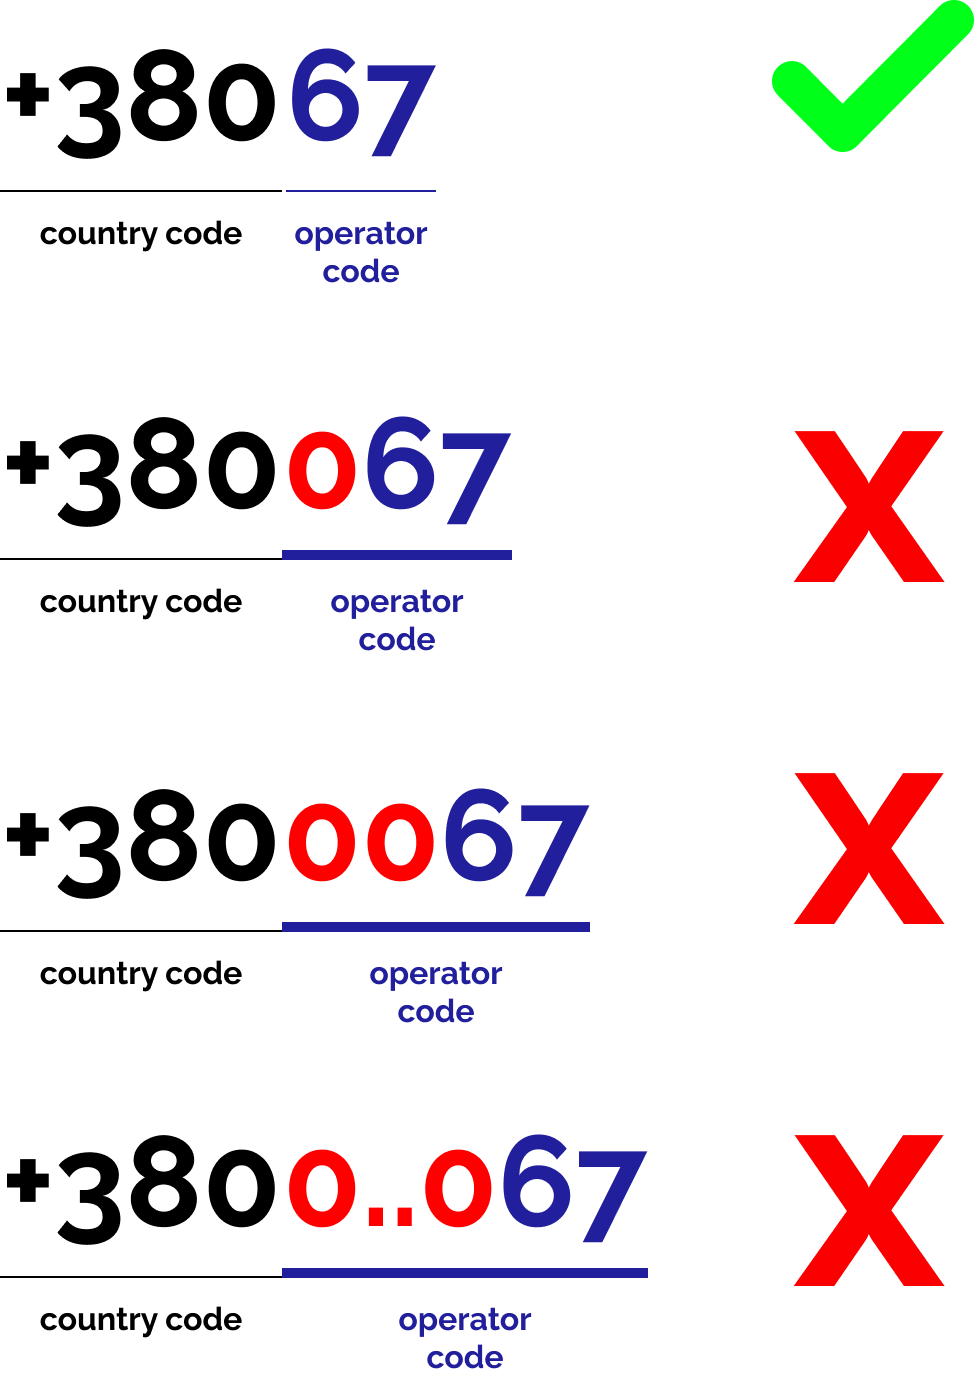 +38067
country code operator
code
+380067
country code operator
code
+3800067
country code operator
code
+3800..067
country code operator
code